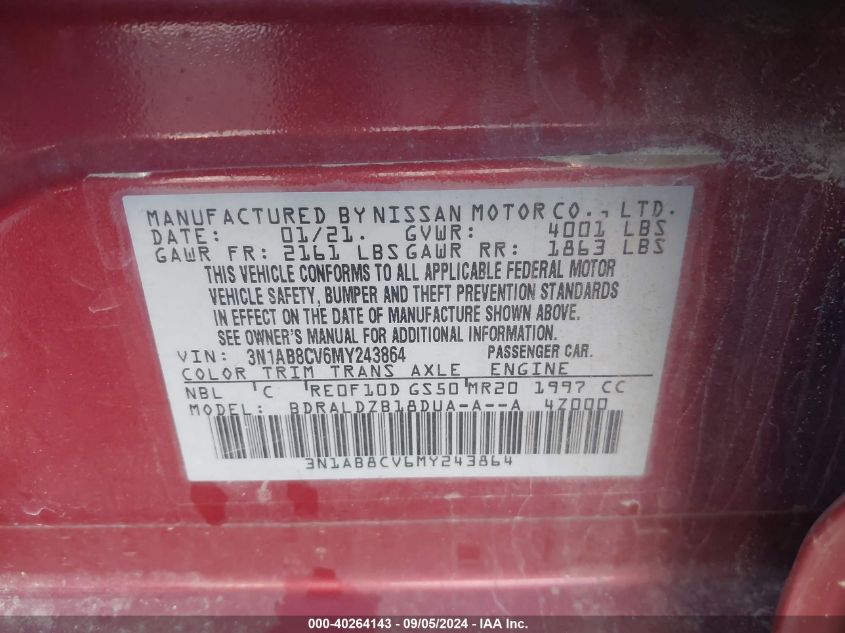 MANUFACTURED BY NISSAN MOTOR CO., LTD.
DATE: 01/21. GVWR: 4001 LBS
GAWR FR: 2161 LBS GAWR RR: 1863 LBS
THIS VEHICLE CONFORMS TO ALL APPLICABLE FEDERAL MOTOR
VEHICLE SAFETY, BUMPER AND THEFT PREVENTION STANDARDS
IN EFFECT ON THE DATE OF MANUFACTURE SHOWN ABOVE.
SEE OWNER'S MANUAL FOR ADDITIONAL INFORMATION.
VIN: 3N1AB8CV6MY243864 PASSENGER CAR.
COLOR TRIM TRANS AXLE ENGINE
NBL 'C 'RE0F10D GS50 'MR20 1997 CC
MODEL: BDRALDZB18DUA-A--A 4Z000
3N1AB8CV6MY243864
000-40264143 - 09/05/2024 - IAA Inc.